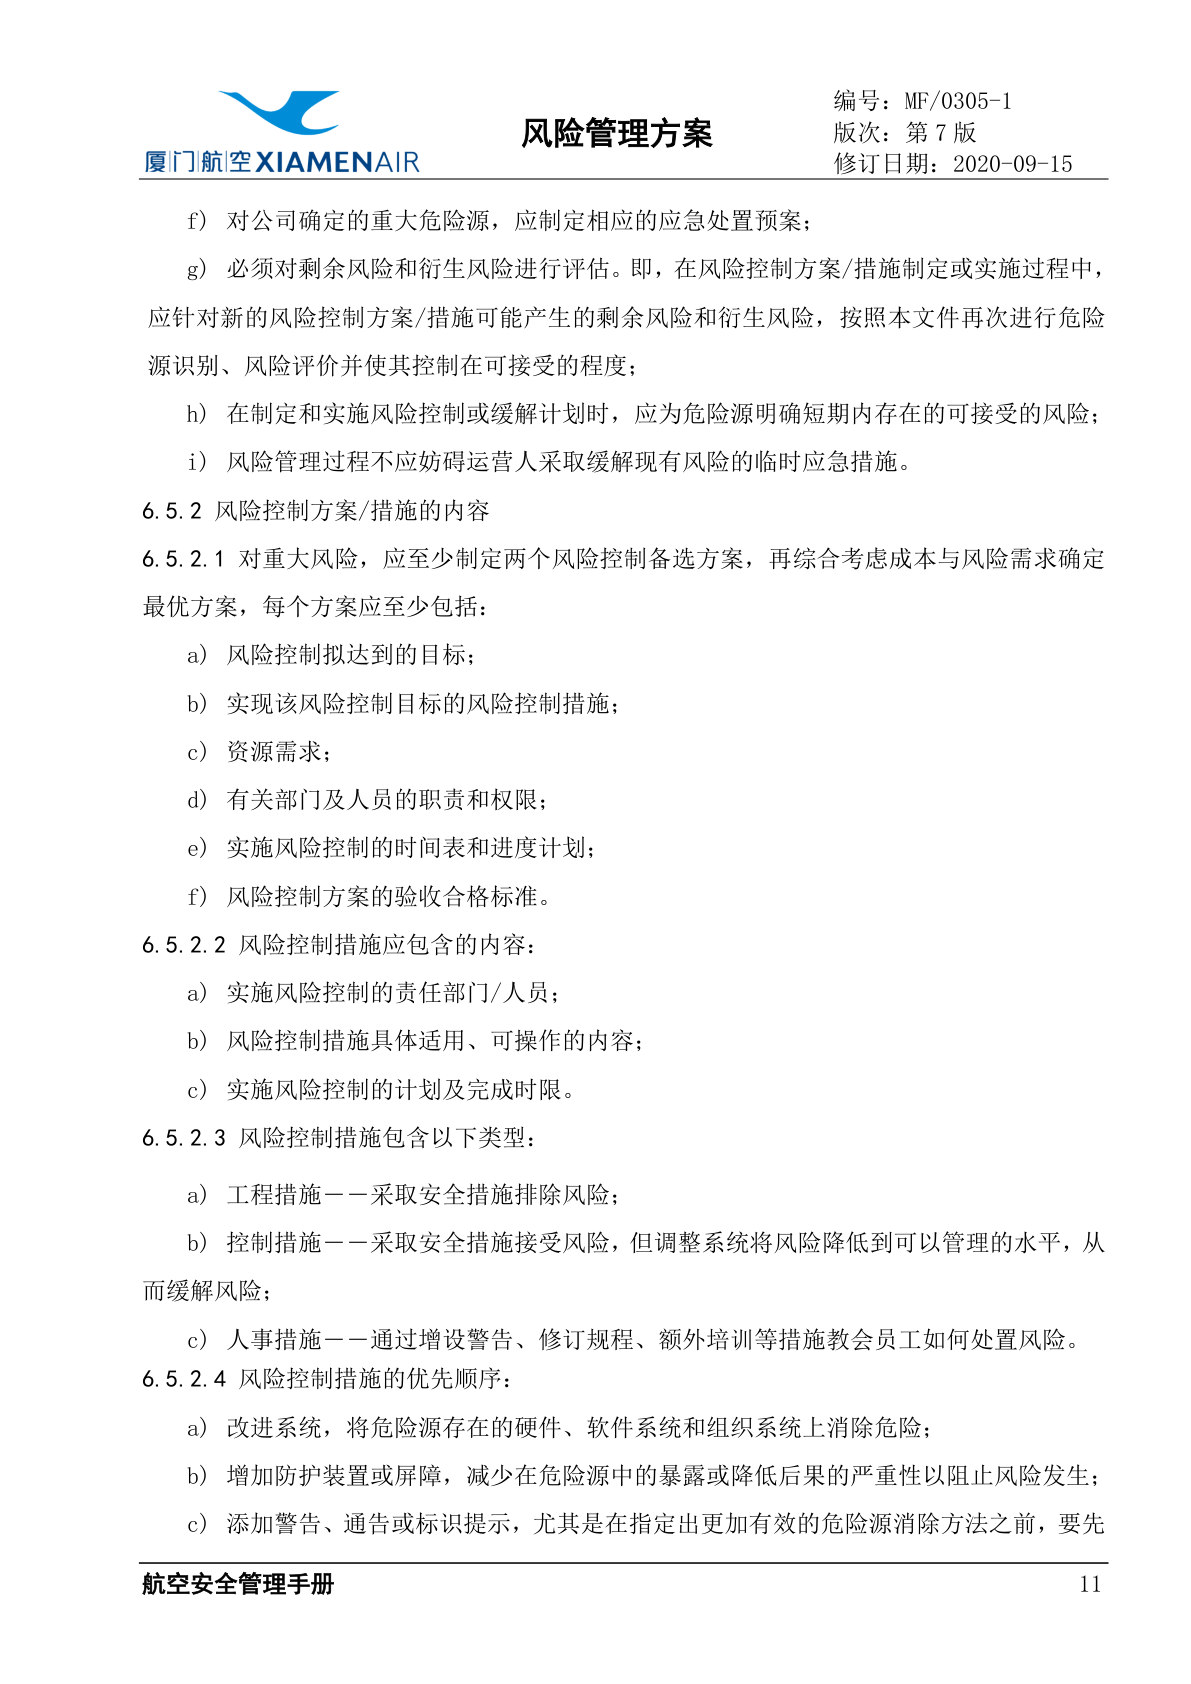 厦门航空XIAMENAIR
风险管理方案
编号：MF/0305-1
版次：第 7 版
修订日期：2020-09-15
f) 对公司确定的重大危险源，应制定相应的应急处置预案；
g) 必须对剩余风险和衍生风险进行评估。即，在风险控制方案/措施制定或实施过程中，
应针对新的风险控制方案/措施可能产生的剩余风险和衍生风险，按照本文件再次进行危险
源识别、风险评价并使其控制在可接受的程度；
h) 在制定和实施风险控制或缓解计划时，应为危险源明确短期内存在的可接受的风险；
i) 风险管理过程不应妨碍运营人采取缓解现有风险的临时应急措施。
6.5.2 风险控制方案/措施的内容
6.5.2.1 对重大风险，应至少制定两个风险控制备选方案，再综合考虑成本与风险需求确定
最优方案，每个方案应至少包括：
a) 风险控制拟达到的目标；
b) 实现该风险控制目标的风险控制措施；
c) 资源需求；
d) 有关部门及人员的职责和权限；
e) 实施风险控制的时间表和进度计划；
f) 风险控制方案的验收合格标准。
6.5.2.2 风险控制措施应包含的内容：
a) 实施风险控制的责任部门/人员；
b) 风险控制措施具体适用、可操作的内容；
c) 实施风险控制的计划及完成时限。
6.5.2.3 风险控制措施包含以下类型：
a) 工程措施－－采取安全措施排除风险；
b) 控制措施－－采取安全措施接受风险，但调整系统将风险降低到可以管理的水平，从
而缓解风险；
c) 人事措施－－通过增设警告、修订规程、额外培训等措施教会员工如何处置风险。
6.5.2.4 风险控制措施的优先顺序：
a) 改进系统，将危险源存在的硬件、软件系统和组织系统上消除危险；
b) 增加防护装置或屏障，减少在危险源中的暴露或降低后果的严重性以阻止风险发生；
c) 添加警告、通告或标识提示，尤其是在指定出更加有效的危险源消除方法之前，要先
航空安全管理手册
11